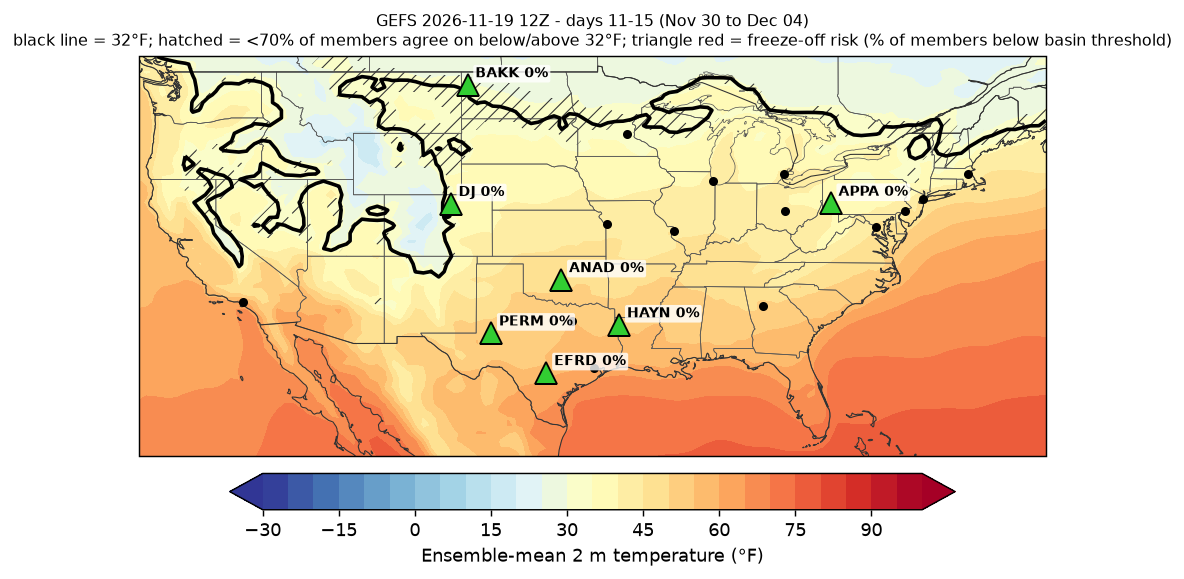 GEFS 2026-11-19 12Z - days 11-15 (Nov 30 to Dec 04)
black line = 32°F; hatched = <70% of members agree on below/above 32°F; triangle red = freeze-off risk (% of members below basin threshold)
BAKK 0%
DJ 0%
APPA 0%
ANAD 0%
HAYN 0%
PERM 0%
EFRD 0%
−30 −15 0 15 30 45 60 75 90
Ensemble-mean 2 m temperature (°F)